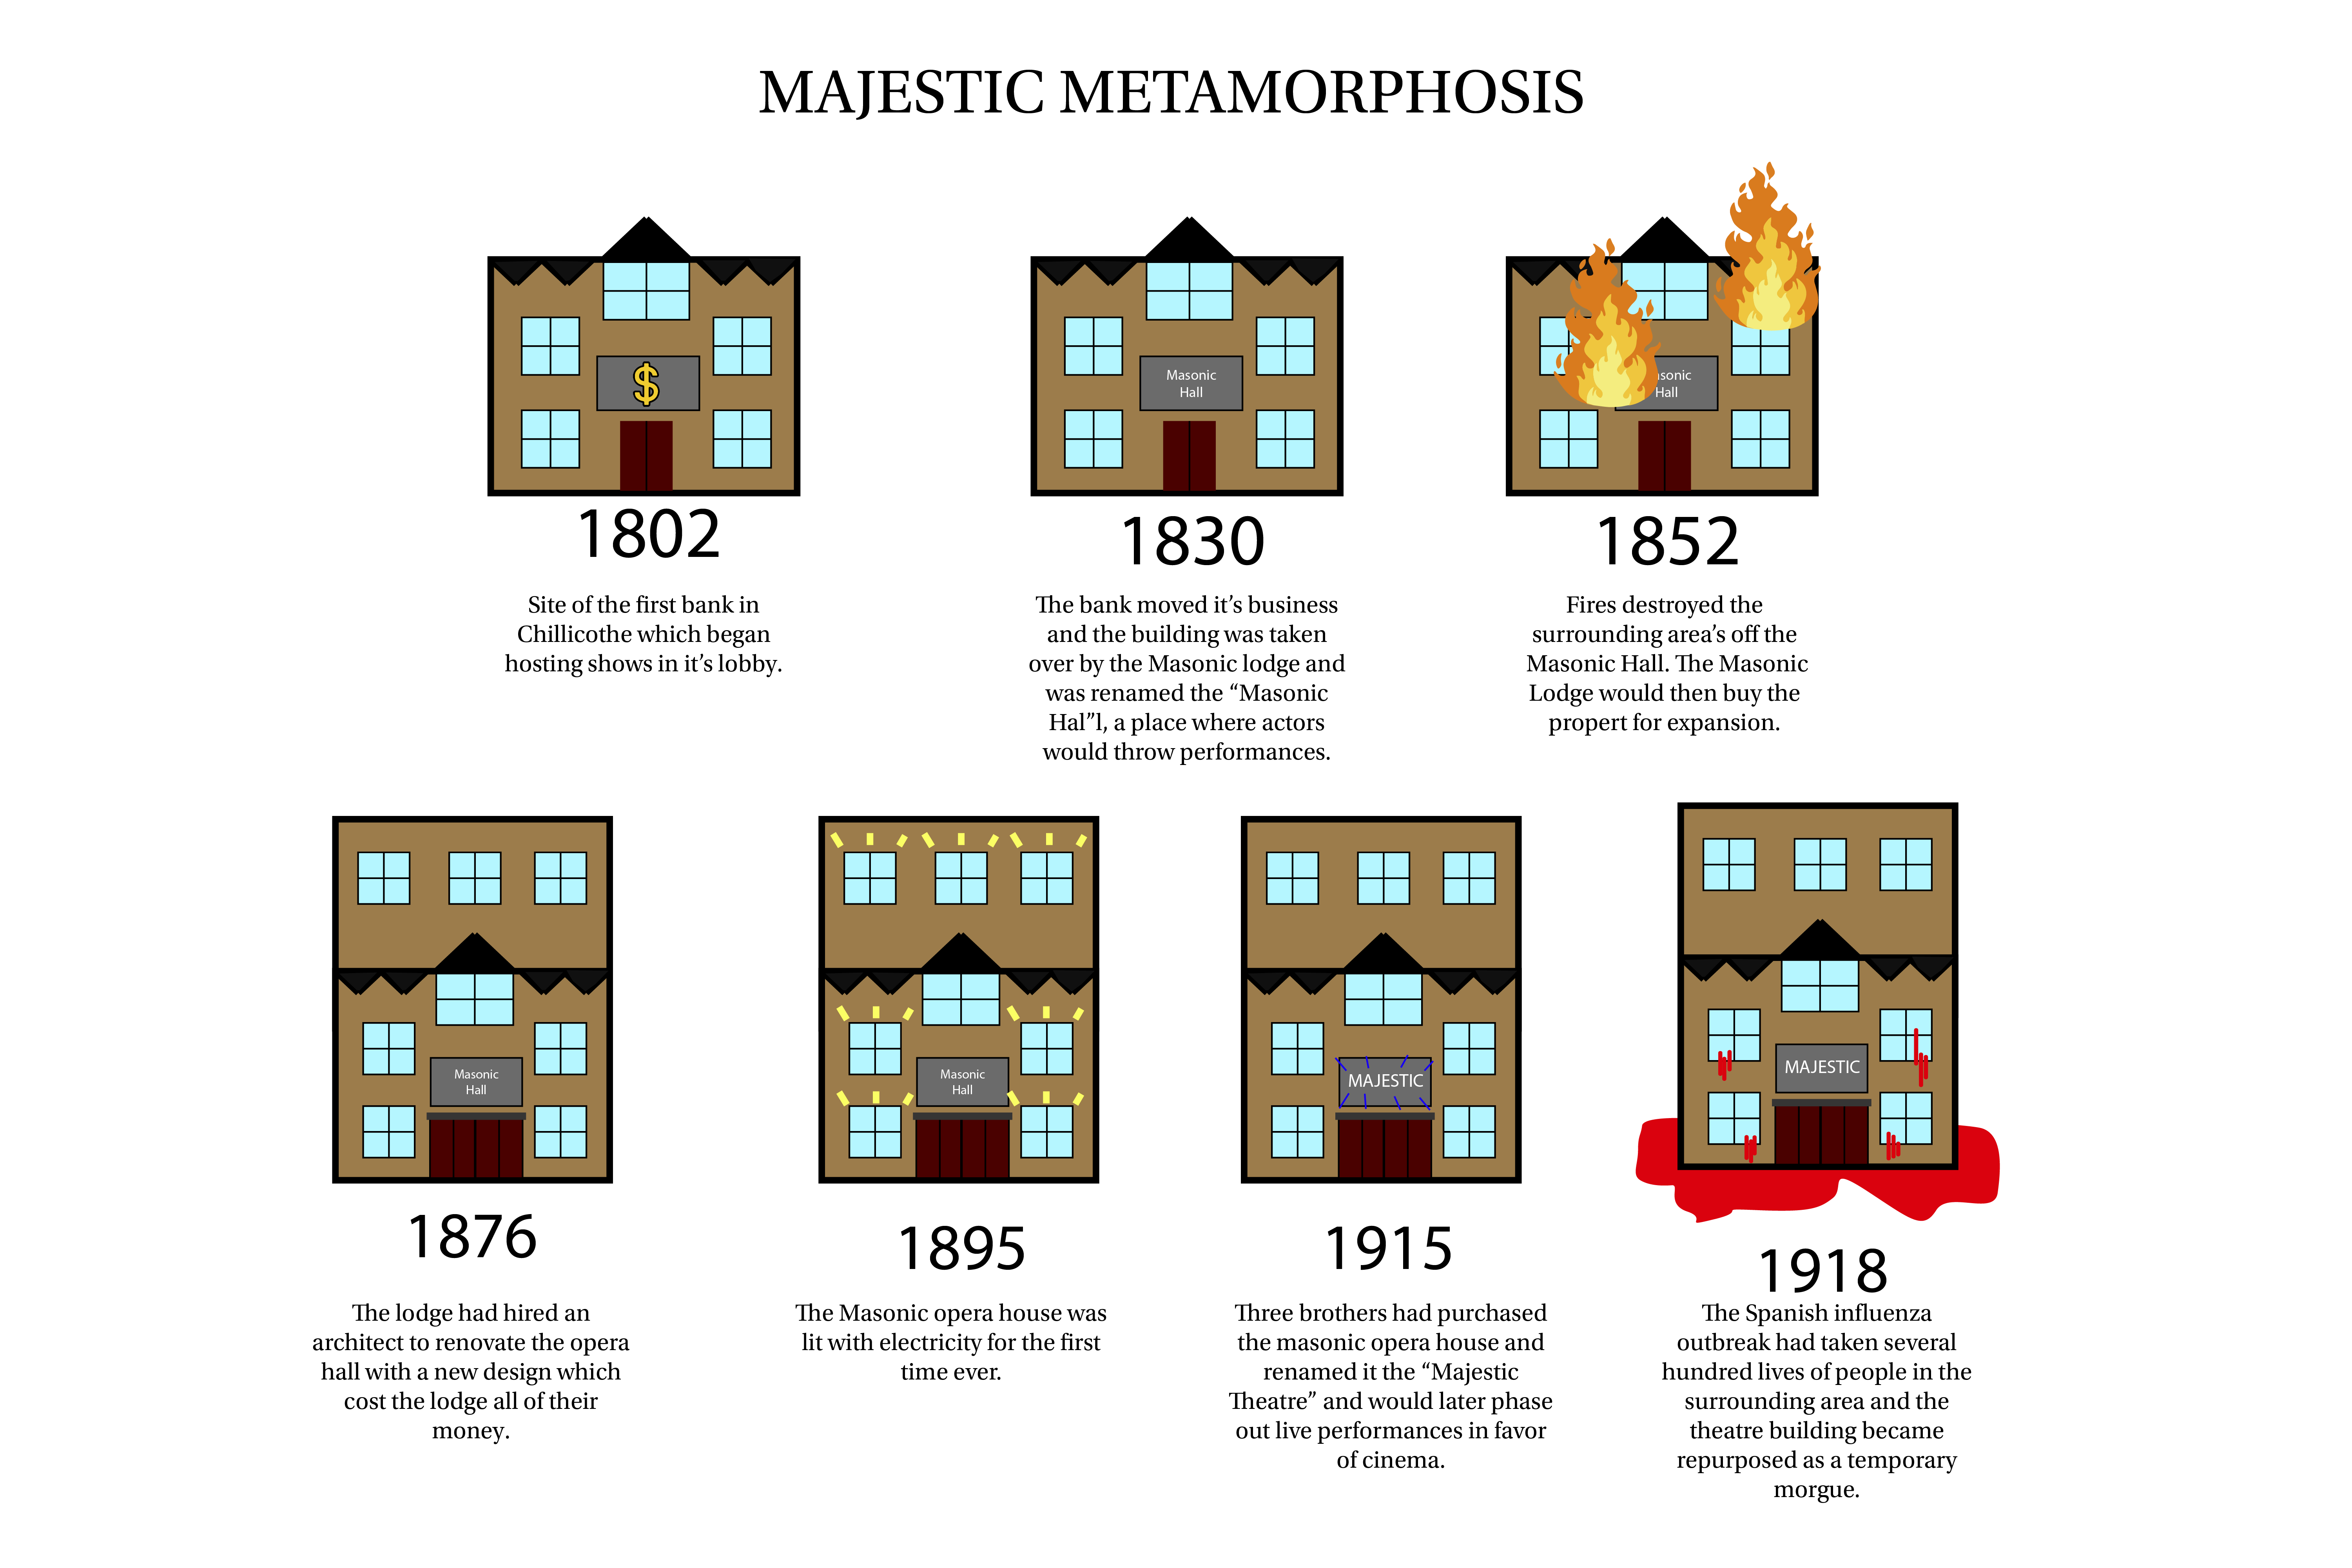 MAJESTIC METAMORPHOSIS
$
1802
Site of the first bank in
Chillicothe which began
hosting shows in it's lobby.
Masonic
Hall
1830
The bank moved it's business
and the building was taken
over by the Masonic lodge and
was renamed the “Masonic
Hal”l, a place where actors
would throw performances.
asonic
Hall
1852
Fires destroyed the
surrounding area’s off the
Masonic Hall. The Masonic
Lodge would then buy the
propert for expansion.
Masonic
Hall
1876
The lodge had hired an
architect to renovate the opera
hall with a new design which
cost the lodge all of their
money.
Masonic
Hall
1895
The Masonic opera house was
lit with electricity for the first
time ever.
MAJESTIC
1915
Three brothers had purchased
the masonic opera house and
renamed it the “Majestic
Theatre” and would later phase
out live performances in favor
of cinema.
MAJESTIC
1918
The Spanish influenza
outbreak had taken several
hundred lives of people in the
surrounding area and the
theatre building became
repurposed as a temporary
morgue.